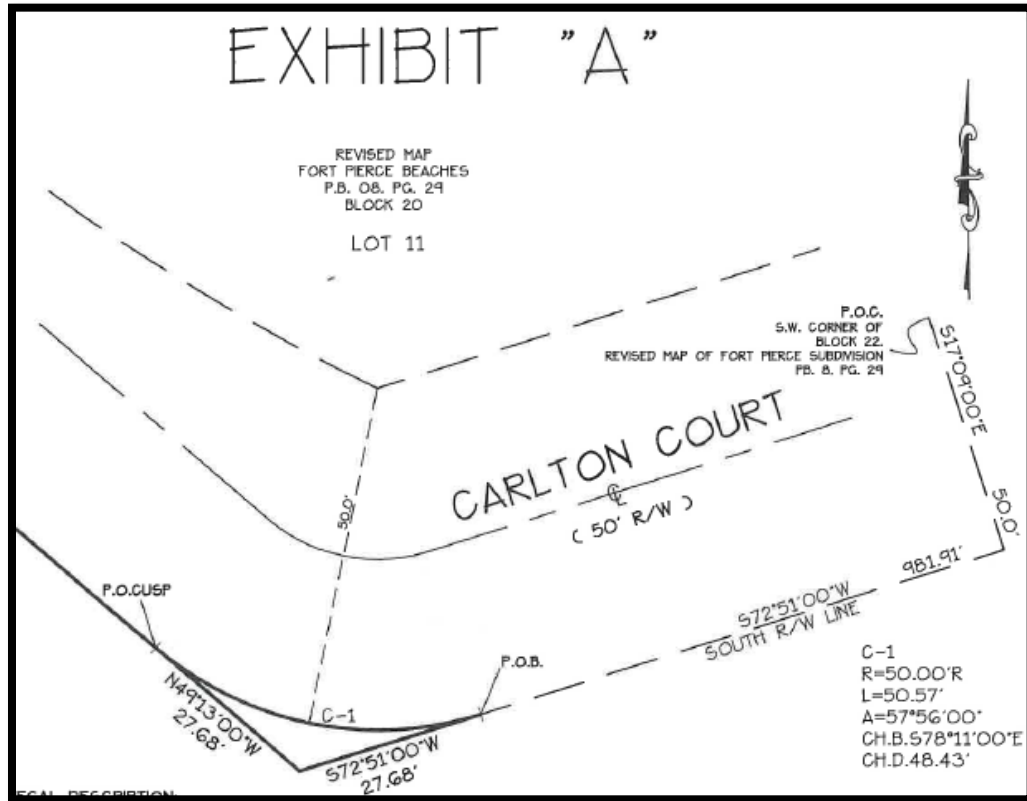 EXHIBIT "A"
REVISED MAP
FORT PIERCE BEACHES
P.B. 08. PG. 29
BLOCK 20
LOT 11
P.O.C.
S.W. CORNER OF
BLOCK 22.
REVISED MAP OF FORT PIERCE SUBDIVISION
PB. 8. PG. 29
S17°09'00"E
50.0'
CARLTON COURT
℄
( 50' R/W )
50.0'
981.91'
S72°51'00"W
SOUTH R/W LINE
P.O.CUSP
P.O.B.
N49°13'00"W
27.68'
C-1
S72°51'00"W
27.68'
C-1
R=50.00'R
L=50.57'
A=57°56'00"
CH.B.S78°11'00"E
CH.D.48.43'